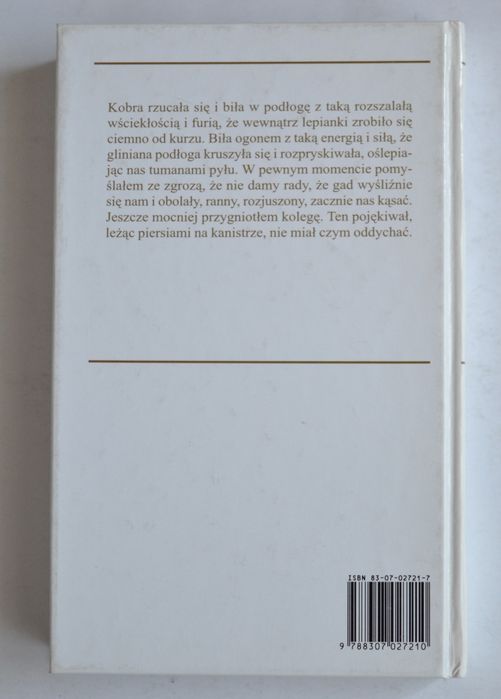 Kobra rzucała się i biła w podłogę z taką rozszalałą
wściekłością i furią, że wewnątrz lepianki zrobiło się
ciemno od kurzu. Biła ogonem z taką energią i siłą, że
gliniana podłoga kruszyła się i rozpryskiwała, oślepia-
jąc nas tumanami pyłu. W pewnym momencie pomy-
ślałem ze zgrozą, że nie damy rady, że gad wyśliźnie
się nam i obolały, ranny, rozjuszony, zacznie nas kąsać.
Jeszcze mocniej przygniotłem kolegę. Ten pojękiwał,
leżąc piersiami na kanistrze, nie miał czym oddychać.
ISBN 83-07-02721-7
9 788307 027210